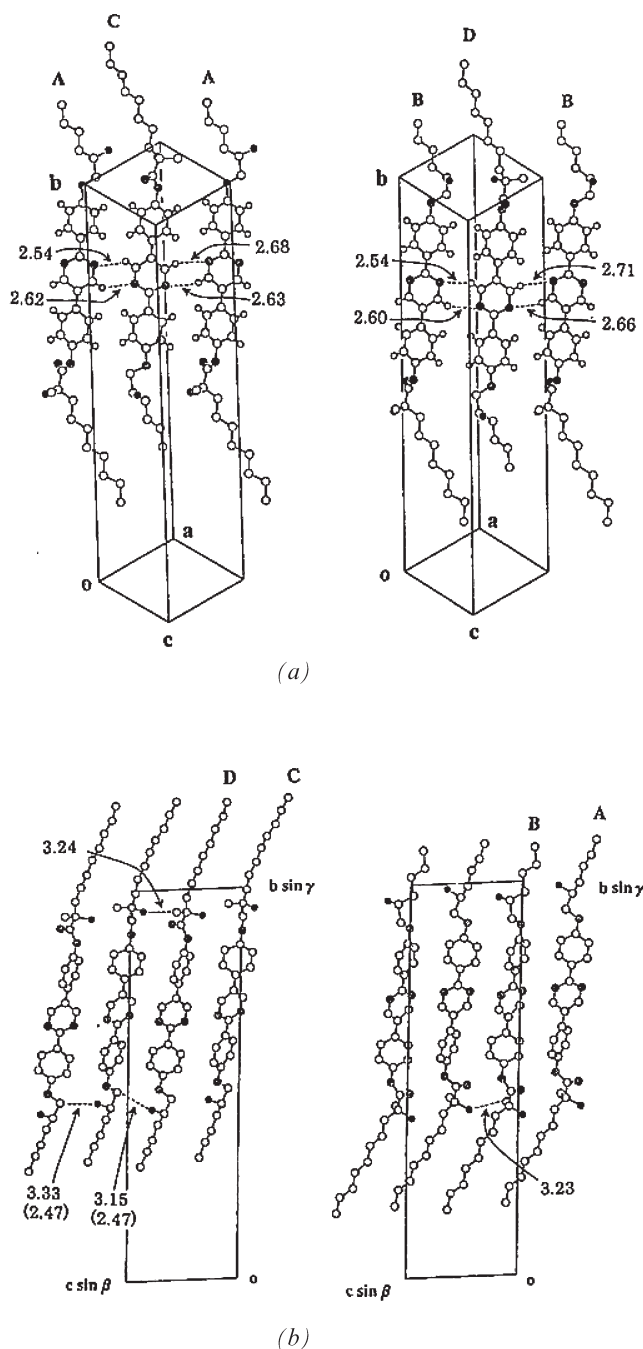 C
A A
b
2.54 2.68
2.62 2.63
a
o
c
D
B B
b
2.54 2.71
2.60 2.66
a
o
c
(a)
D C
3.24
b sin γ
3.33
(2.47)
3.15
(2.47)
c sin β
o
B A
b sin γ
3.23
c sin β
o
(b)